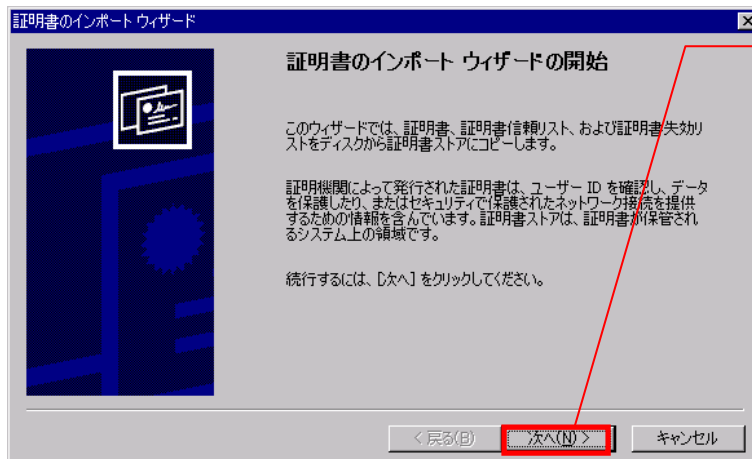 証明書のインポート ウィザード
証明書のインポート ウィザードの開始
このウィザードでは、証明書、証明書信頼リスト、および証明書失効リ
ストをディスクから証明書ストアにコピーします。
証明機関によって発行された証明書は、ユーザー ID を確認し、データ
を保護したり、またはセキュリティで保護されたネットワーク接続を提供
するための情報を含んでいます。証明書ストアは、証明書が保管され
るシステム上の領域です。
続行するには、[次へ] をクリックしてください。
< 戻る(B)
次へ(N) >
キャンセル